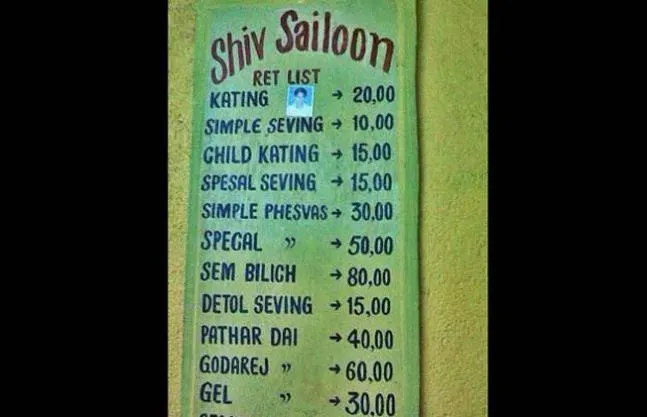 Shiv Sailoon
RET LIST
KATING → 20,00
SIMPLE SEVING → 10,00
CHILD KATING → 15,00
SPESAL SEVING → 15,00
SIMPLE PHESVAS → 30,00
SPECAL " → 50,00
SEM BILICH → 80,00
DETOL SEVING → 15,00
PATHAR DAI → 40,00
GODAREJ " → 60,00
GEL " → 30,00